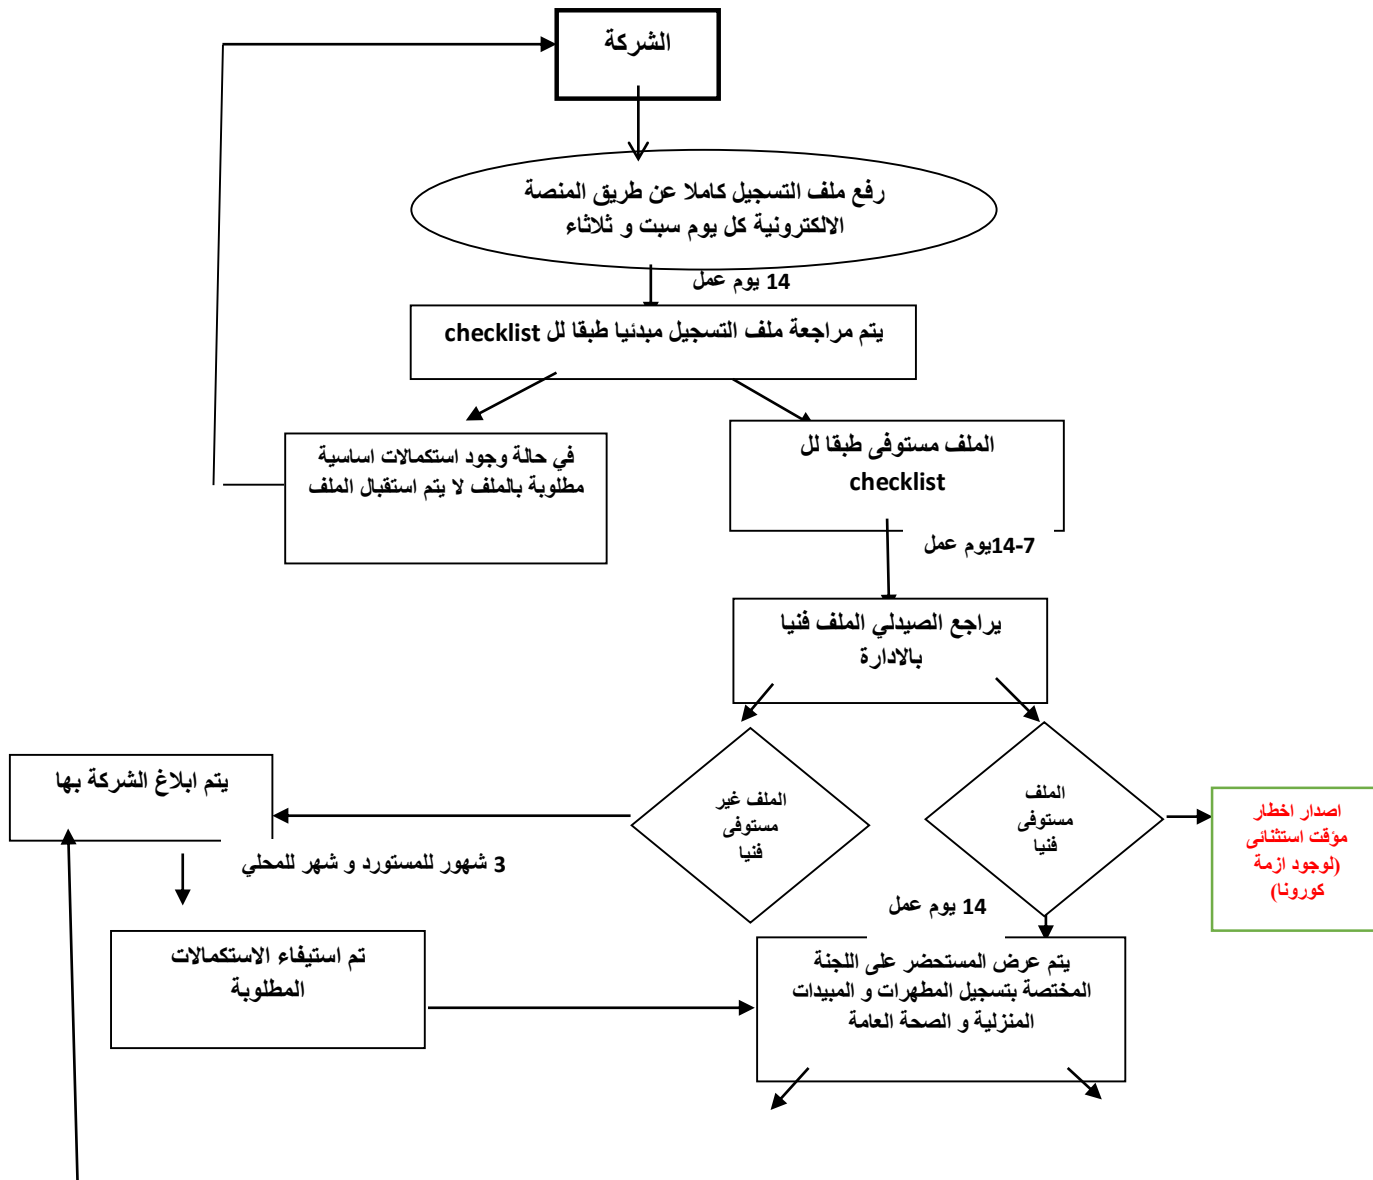 الشركة
رفع ملف التسجيل كاملا عن طريق المنصة
الالكترونية كل يوم سبت و ثلاثاء
14 يوم عمل
يتم مراجعة ملف التسجيل مبدئيا طبقا لل checklist
الملف مستوفى طبقا لل
checklist
في حالة وجود استكمالات اساسية
مطلوبة بالملف لا يتم استقبال الملف
14-7يوم عمل
يراجع الصيدلي الملف فنيا
بالادارة
الملف
مستوفى
فنيا
الملف غير
مستوفى
فنيا
اصدار اخطار
مؤقت استثنائى
(لوجود ازمة
كورونا)
يتم ابلاغ الشركة بها
3 شهور للمستورد و شهر للمحلي
14 يوم عمل
تم استيفاء الاستكمالات
المطلوبة
يتم عرض المستحضر على اللجنة
المختصة بتسجيل المطهرات و المبيدات
المنزلية و الصحة العامة